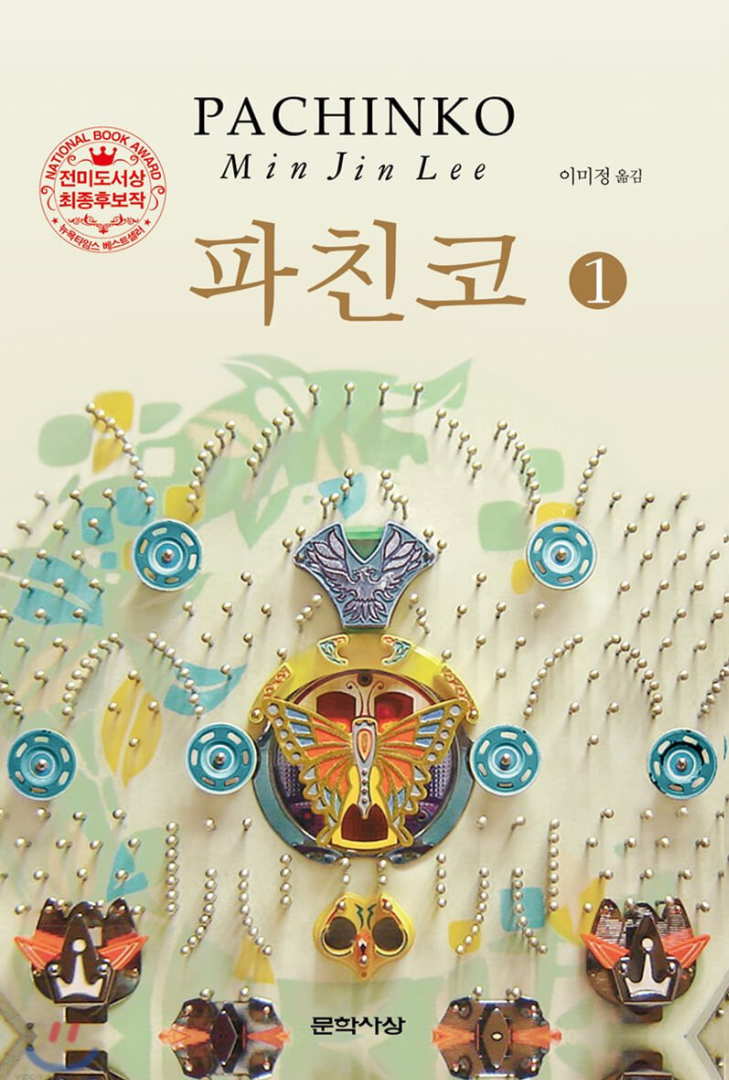 PACHINKO
Min Jin Lee
이미정 옮김
NATIONAL BOOK AWARD
전미도서상
최종후보작
뉴욕타임스 베스트셀러
파친코 1
문학사상